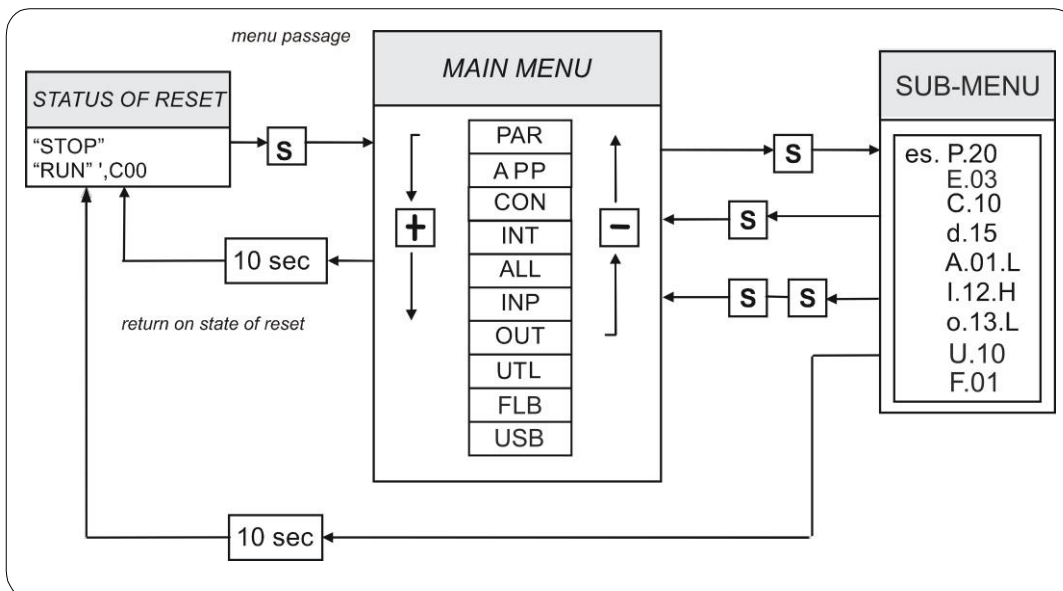 menu passage
STATUS OF RESET
“STOP”
“RUN” ',C00
S
10 sec
return on state of reset
MAIN MENU
+
PAR
APP
CON
INT
ALL
INP
OUT
UTL
FLB
USB
−
S
S
S S
SUB-MENU
es. P.20
E.03
C.10
d.15
A.01.L
I.12.H
o.13.L
U.10
F.01
10 sec